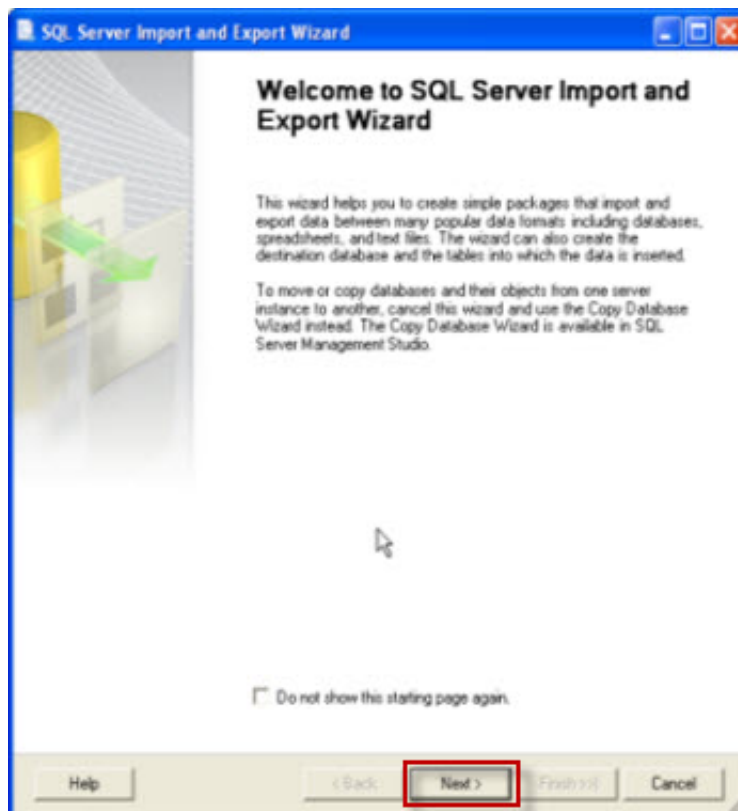 SQL Server Import and Export Wizard
Welcome to SQL Server Import and
Export Wizard
This wizard helps you to create simple packages that import and
export data between many popular data formats including databases,
spreadsheets, and text files. The wizard can also create the
destination database and the tables into which the data is inserted.
To move or copy databases and their objects from one server
instance to another, cancel this wizard and use the Copy Database
Wizard instead. The Copy Database Wizard is available in SQL
Server Management Studio.
Do not show this starting page again.
Help < Back Next > Finish >>| Cancel